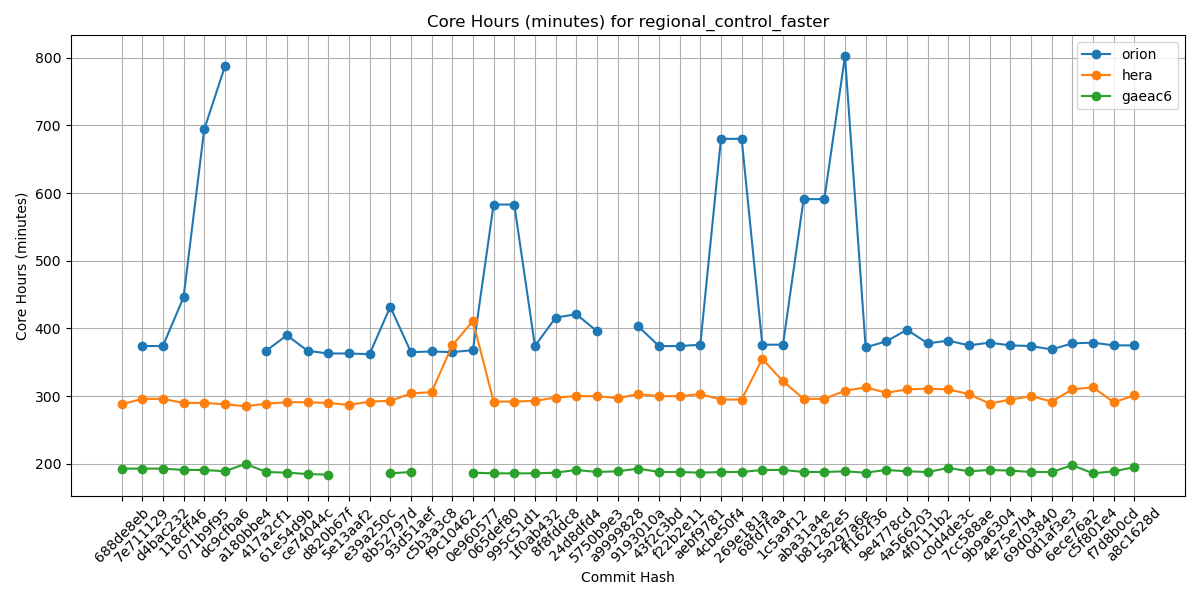 Core Hours (minutes) for regional_control_faster
orion
hera
gaeac6
Core Hours (minutes)
800
700
600
500
400
300
200
688de8eb
7e711129
d4bac232
118cff46
071b9f95
dc9cfba6
a180bbe4
417a2cf1
61e54d9b
ce74044c
d820b67f
5e13aaf2
e39a250c
8b52797d
93d51aef
c5b3a3c8
f9c10462
0e960577
065def80
995c51d1
1f0ab432
8f8fddc8
24d8dfd4
5750b9e3
a9999828
9193010a
43f2c3bd
f22b2e11
aebf9781
4cbe50f4
269e181a
68fd7faa
1c5a9f12
aba31a4e
b81282e5
5a297a6e
ff162f36
9e4778cd
4a566203
4f011b2
c0d4de3c
7cc588ae
9b9a6304
4e75e7b4
69d03840
0d1af3e3
6ece76a2
c5f801e4
f7d8b0cd
a8c1628d
Commit Hash